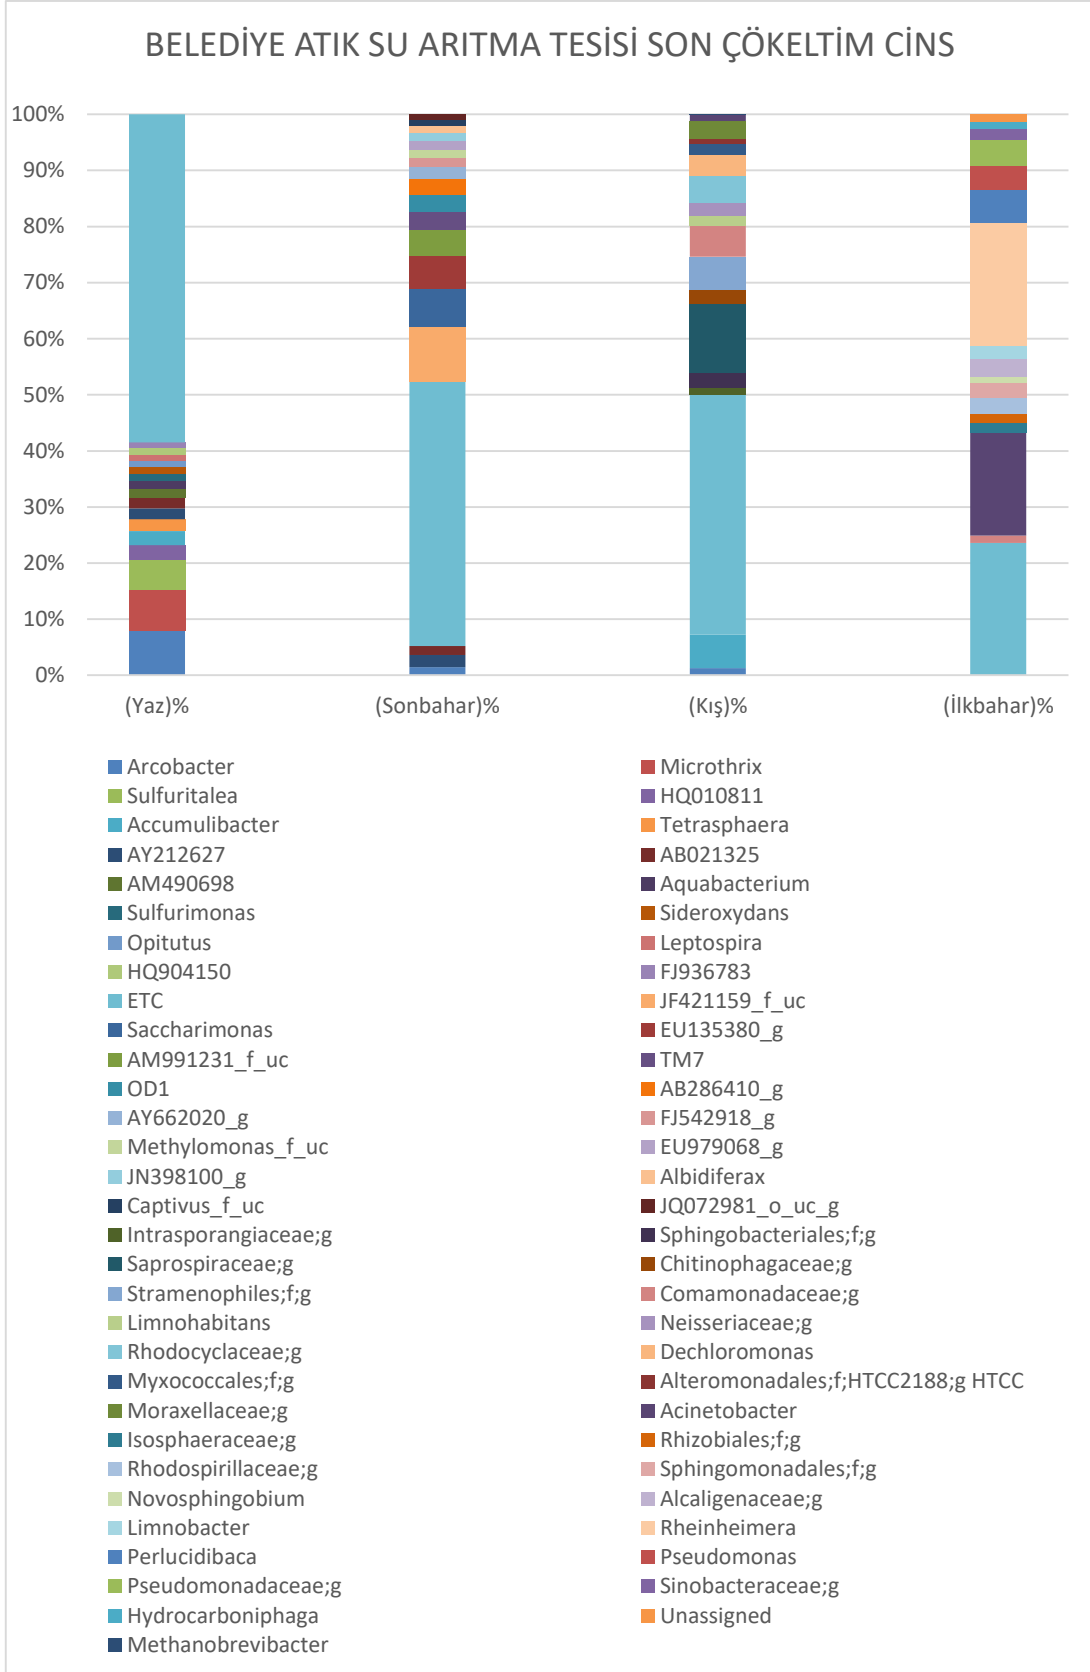 BELEDİYE ATIK SU ARITMA TESİSİ SON ÇÖKELTİM CİNS
100%
90%
80%
70%
60%
50%
40%
30%
20%
10%
0%
(Yaz)% (Sonbahar)% (Kış)% (İlkbahar)%
Arcobacter Microthrix
Sulfuritalea HQ010811
Accumulibacter Tetrasphaera
AY212627 AB021325
AM490698 Aquabacterium
Sulfurimonas Sideroxydans
Opitutus Leptospira
HQ904150 FJ936783
ETC JF421159_f_uc
Saccharimonas EU135380_g
AM991231_f_uc TM7
OD1 AB286410_g
AY662020_g FJ542918_g
Methylomonas_f_uc EU979068_g
JN398100_g Albidiferax
Captivus_f_uc JQ072981_o_uc_g
Intrasporangiaceae;g Sphingobacteriales;f;g
Saprospiraceae;g Chitinophagaceae;g
Stramenophiles;f;g Comamonadaceae;g
Limnohabitans Neisseriaceae;g
Rhodocyclaceae;g Dechloromonas
Myxococcales;f;g Alteromonadales;f;HTCC2188;g HTCC
Moraxellaceae;g Acinetobacter
Isosphaeraceae;g Rhizobiales;f;g
Rhodospirillaceae;g Sphingomonadales;f;g
Novosphingobium Alcaligenaceae;g
Limnobacter Rheinheimera
Perlucidibaca Pseudomonas
Pseudomonadaceae;g Sinobacteraceae;g
Hydrocarboniphaga Unassigned
Methanobrevibacter